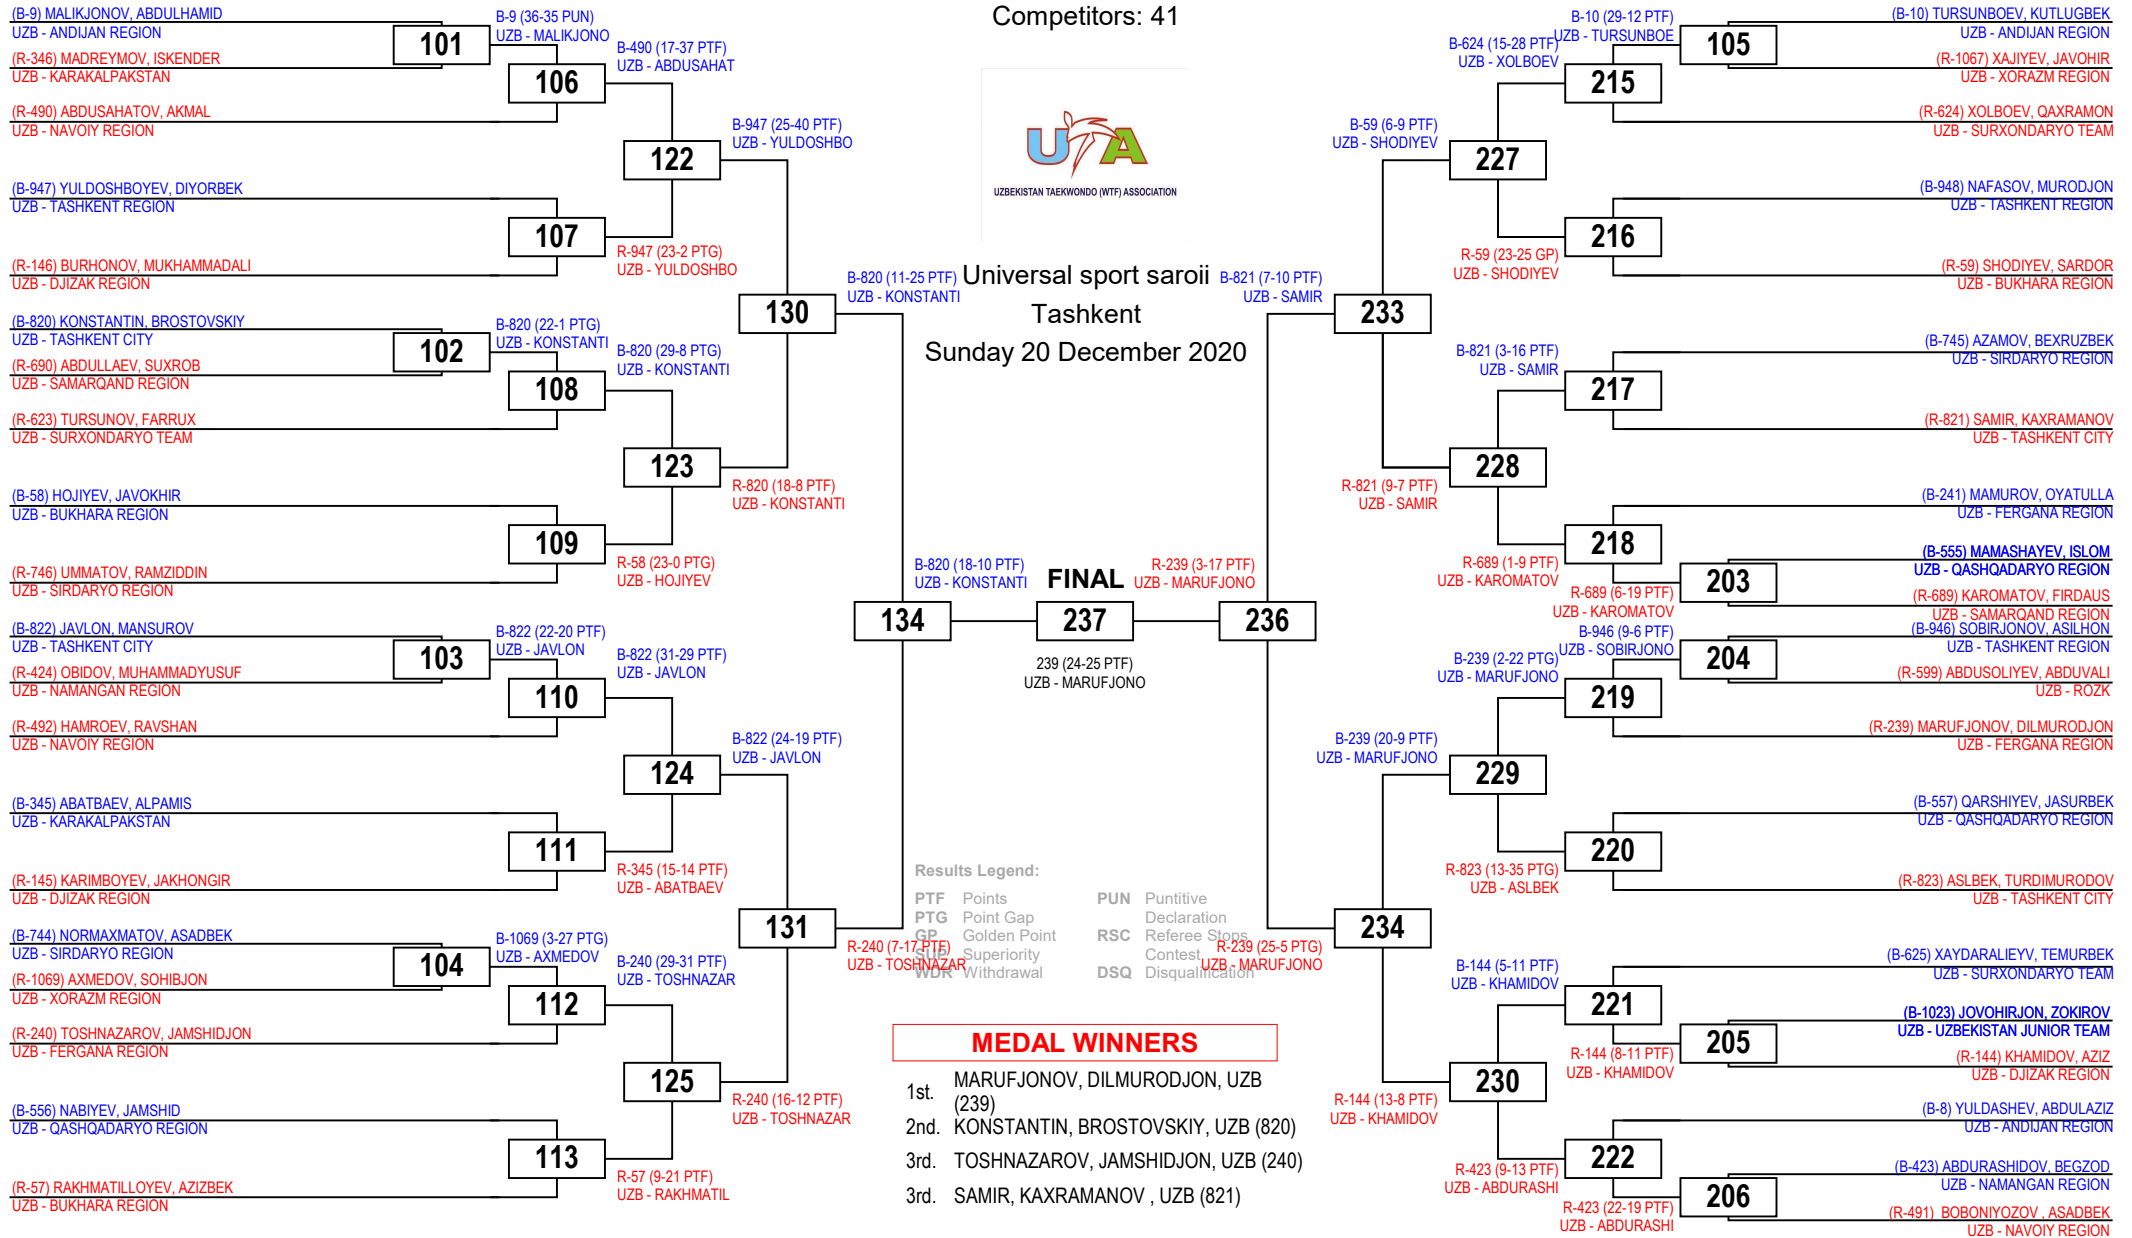 Competitors: 41
UTA
UZBEKISTAN TAEKWONDO (WTF) ASSOCIATION
Universal sport saroii
Tashkent
Sunday 20 December 2020
(B-9) MALIKJONOV, ABDULHAMID
UZB - ANDIJAN REGION
101
(R-346) MADREYMOV, ISKENDER
UZB - KARAKALPAKSTAN
B-9 (36-35 PUN)
UZB - MALIKJONO
106
(R-490) ABDUSAHATOV, AKMAL
UZB - NAVOIY REGION
B-490 (17-37 PTF)
UZB - ABDUSAHAT
122
(B-947) YULDOSHBOYEV, DIYORBEK
UZB - TASHKENT REGION
107
(R-146) BURHONOV, MUKHAMMADALI
UZB - DJIZAK REGION
R-947 (23-2 PTG)
UZB - YULDOSHBO
B-947 (25-40 PTF)
UZB - YULDOSHBO
130
(B-820) KONSTANTIN, BROSTOVSKIY
UZB - TASHKENT CITY
102
(R-690) ABDULLAEV, SUXROB
UZB - SAMARQAND REGION
B-820 (22-1 PTG)
UZB - KONSTANTI
108
(R-623) TURSUNOV, FARRUX
UZB - SURXONDARYO TEAM
B-820 (29-8 PTG)
UZB - KONSTANTI
123
(B-58) HOJIYEV, JAVOKHIR
UZB - BUKHARA REGION
109
(R-746) UMMATOV, RAMZIDDIN
UZB - SIRDARYO REGION
R-58 (23-0 PTG)
UZB - HOJIYEV
R-820 (18-8 PTF)
UZB - KONSTANTI
B-820 (11-25 PTF)
UZB - KONSTANTI
134
(B-822) JAVLON, MANSUROV
UZB - TASHKENT CITY
103
(R-424) OBIDOV, MUHAMMADYUSUF
UZB - NAMANGAN REGION
B-822 (22-20 PTF)
UZB - JAVLON
110
(R-492) HAMROEV, RAVSHAN
UZB - NAVOIY REGION
B-822 (31-29 PTF)
UZB - JAVLON
124
(B-345) ABATBAEV, ALPAMIS
UZB - KARAKALPAKSTAN
111
(R-145) KARIMBOYEV, JAKHONGIR
UZB - DJIZAK REGION
R-345 (15-14 PTF)
UZB - ABATBAEV
B-822 (24-19 PTF)
UZB - JAVLON
131
(B-744) NORMAXMATOV, ASADBEK
UZB - SIRDARYO REGION
104
(R-1069) AXMEDOV, SOHIBJON
UZB - XORAZM REGION
B-1069 (3-27 PTG)
UZB - AXMEDOV
112
(R-240) TOSHNAZAROV, JAMSHIDJON
UZB - FERGANA REGION
B-240 (29-31 PTF)
UZB - TOSHNAZAR
125
(B-556) NABIYEV, JAMSHID
UZB - QASHQADARYO REGION
113
(R-57) RAKHMATILLOYEV, AZIZBEK
UZB - BUKHARA REGION
R-57 (9-21 PTF)
UZB - RAKHMATIL
R-240 (16-12 PTF)
UZB - TOSHNAZAR
R-240 (7-17 PTF)
UZB - TOSHNAZAR
B-820 (18-10 PTF)
UZB - KONSTANTI
FINAL
237
239 (24-25 PTF)
UZB - MARUFJONO
R-239 (3-17 PTF)
UZB - MARUFJONO
236
B-821 (7-10 PTF)
UZB - SAMIR
233
B-59 (6-9 PTF)
UZB - SHODIYEV
227
B-624 (15-28 PTF)
UZB - XOLBOEV
215
B-10 (29-12 PTF)
UZB - TURSUNBOE
105
(B-10) TURSUNBOEV, KUTLUGBEK
UZB - ANDIJAN REGION
(R-1067) XAJIYEV, JAVOHIR
UZB - XORAZM REGION
(R-624) XOLBOEV, QAXRAMON
UZB - SURXONDARYO TEAM
(B-948) NAFASOV, MURODJON
UZB - TASHKENT REGION
216
R-59 (23-25 GP)
UZB - SHODIYEV
(R-59) SHODIYEV, SARDOR
UZB - BUKHARA REGION
(B-745) AZAMOV, BEXRUZBEK
UZB - SIRDARYO REGION
B-821 (3-16 PTF)
UZB - SAMIR
217
(R-821) SAMIR, KAXRAMANOV
UZB - TASHKENT CITY
228
R-821 (9-7 PTF)
UZB - SAMIR
(B-241) MAMUROV, OYATULLA
UZB - FERGANA REGION
218
R-689 (1-9 PTF)
UZB - KAROMATOV
(B-555) MAMASHAYEV, ISLOM
UZB - QASHQADARYO REGION
203
R-689 (6-19 PTF)
UZB - KAROMATOV
(R-689) KAROMATOV, FIRDAUS
UZB - SAMARQAND REGION
(B-946) SOBIRJONOV, ASILHON
UZB - TASHKENT REGION
B-946 (9-6 PTF)
UZB - SOBIRJONO
204
(R-599) ABDUSOLIYEV, ABDUVALI
UZB - ROZK
B-239 (2-22 PTG)
UZB - MARUFJONO
219
(R-239) MARUFJONOV, DILMURODJON
UZB - FERGANA REGION
B-239 (20-9 PTF)
UZB - MARUFJONO
229
(B-557) QARSHIYEV, JASURBEK
UZB - QASHQADARYO REGION
220
R-823 (13-35 PTG)
UZB - ASLBEK
(R-823) ASLBEK, TURDIMURODOV
UZB - TASHKENT CITY
234
R-239 (25-5 PTG)
UZB - MARUFJONO
(B-625) XAYDARALIEYV, TEMURBEK
UZB - SURXONDARYO TEAM
B-144 (5-11 PTF)
UZB - KHAMIDOV
221
(B-1023) JOVOHIRJON, ZOKIROV
UZB - UZBEKISTAN JUNIOR TEAM
205
R-144 (8-11 PTF)
UZB - KHAMIDOV
(R-144) KHAMIDOV, AZIZ
UZB - DJIZAK REGION
230
R-144 (13-8 PTF)
UZB - KHAMIDOV
(B-8) YULDASHEV, ABDULAZIZ
UZB - ANDIJAN REGION
222
R-423 (9-13 PTF)
UZB - ABDURASHI
(B-423) ABDURASHIDOV, BEGZOD
UZB - NAMANGAN REGION
206
R-423 (22-19 PTF)
UZB - ABDURASHI
(R-491) BOBONIYOZOV , ASADBEK
UZB - NAVOIY REGION
Results Legend:
PTF Points
PTG Point Gap
GP Golden Point
SUP Superiority
WDR Withdrawal
PUN Puntitive
Declaration
RSC Referee Stops
Contest
DSQ Disqualification
MEDAL WINNERS
1st. MARUFJONOV, DILMURODJON, UZB
(239)
2nd. KONSTANTIN, BROSTOVSKIY, UZB (820)
3rd. TOSHNAZAROV, JAMSHIDJON, UZB (240)
3rd. SAMIR, KAXRAMANOV , UZB (821)